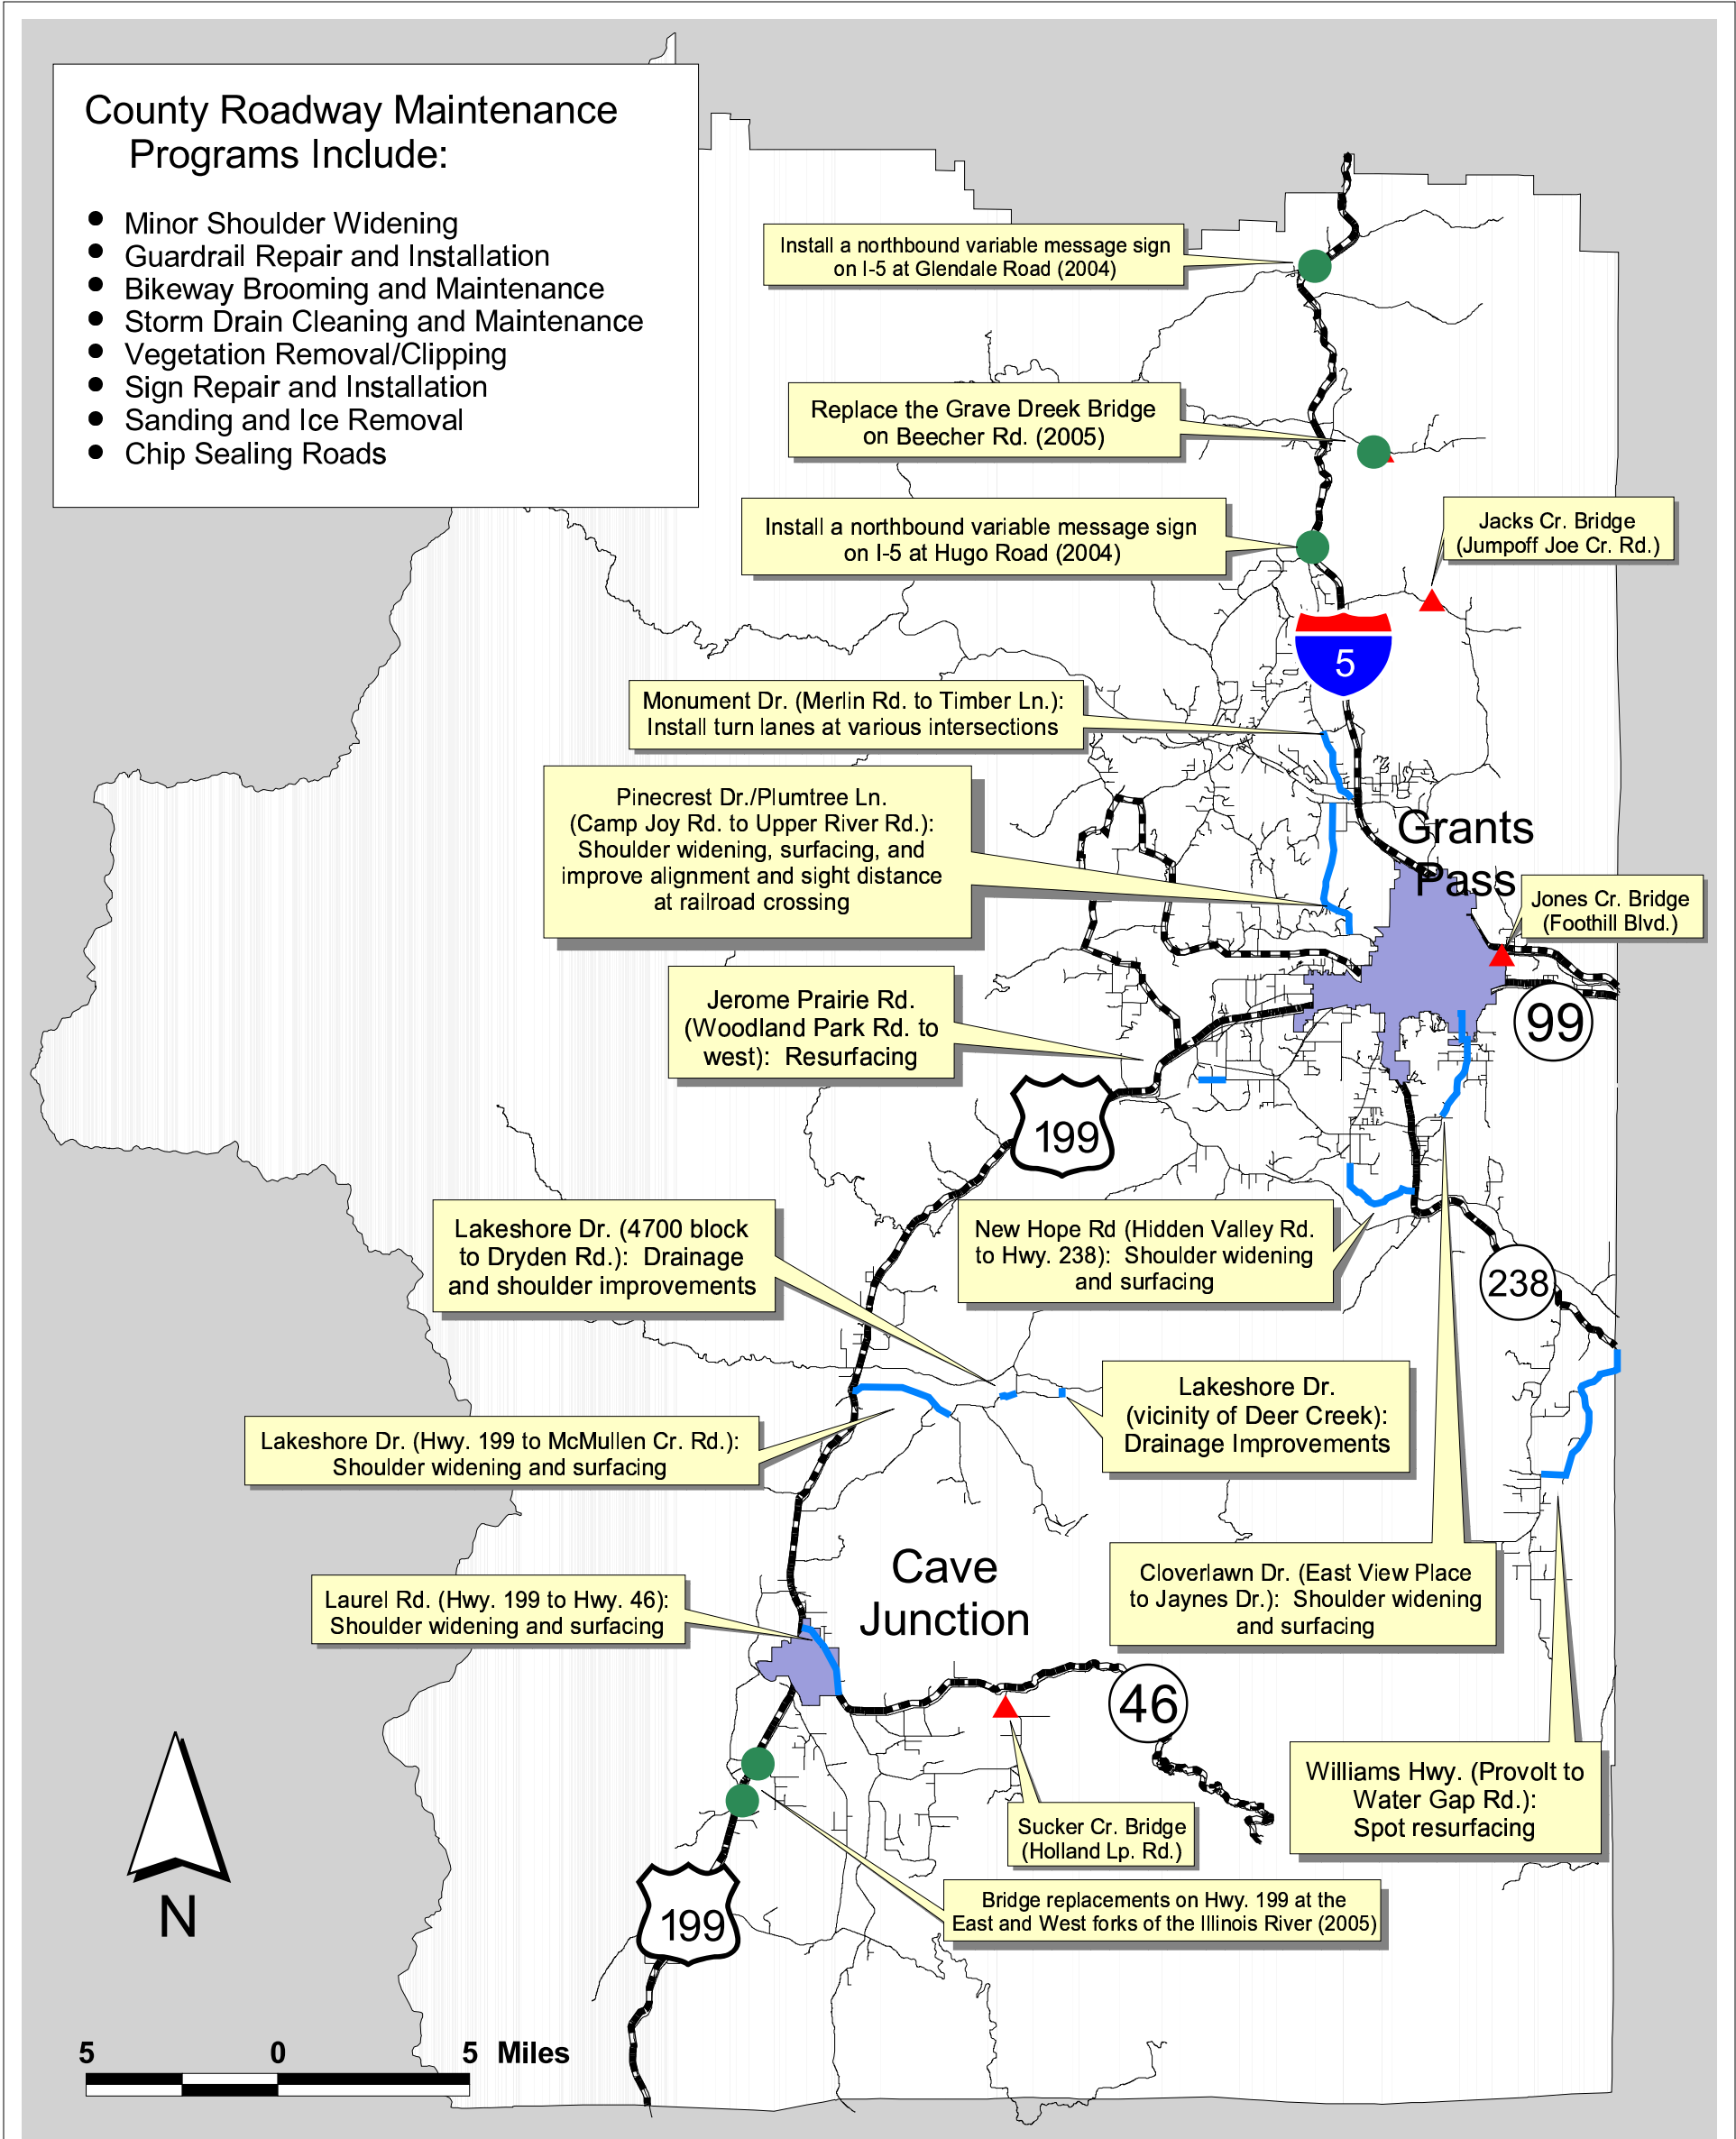 County Roadway Maintenance
Programs Include:
● Minor Shoulder Widening
● Guardrail Repair and Installation
● Bikeway Brooming and Maintenance
● Storm Drain Cleaning and Maintenance
● Vegetation Removal/Clipping
● Sign Repair and Installation
● Sanding and Ice Removal
● Chip Sealing Roads
Install a northbound variable message sign
on I-5 at Glendale Road (2004)
Replace the Grave Dreek Bridge
on Beecher Rd. (2005)
Install a northbound variable message sign
on I-5 at Hugo Road (2004)
Jacks Cr. Bridge
(Jumpoff Joe Cr. Rd.)
5
Monument Dr. (Merlin Rd. to Timber Ln.):
Install turn lanes at various intersections
Pinecrest Dr./Plumtree Ln.
(Camp Joy Rd. to Upper River Rd.):
Shoulder widening, surfacing, and
improve alignment and sight distance
at railroad crossing
Grants
Pass
Jones Cr. Bridge
(Foothill Blvd.)
Jerome Prairie Rd.
(Woodland Park Rd. to
west): Resurfacing
99
199
Lakeshore Dr. (4700 block
to Dryden Rd.): Drainage
and shoulder improvements
New Hope Rd (Hidden Valley Rd.
to Hwy. 238): Shoulder widening
and surfacing
238
Lakeshore Dr.
(vicinity of Deer Creek):
Drainage Improvements
Lakeshore Dr. (Hwy. 199 to McMullen Cr. Rd.):
Shoulder widening and surfacing
Cave
Junction
Cloverlawn Dr. (East View Place
to Jaynes Dr.): Shoulder widening
and surfacing
Laurel Rd. (Hwy. 199 to Hwy. 46):
Shoulder widening and surfacing
46
Williams Hwy. (Provolt to
Water Gap Rd.):
Spot resurfacing
Sucker Cr. Bridge
(Holland Lp. Rd.)
Bridge replacements on Hwy. 199 at the
East and West forks of the Illinois River (2005)
N
199
5 0 5 Miles